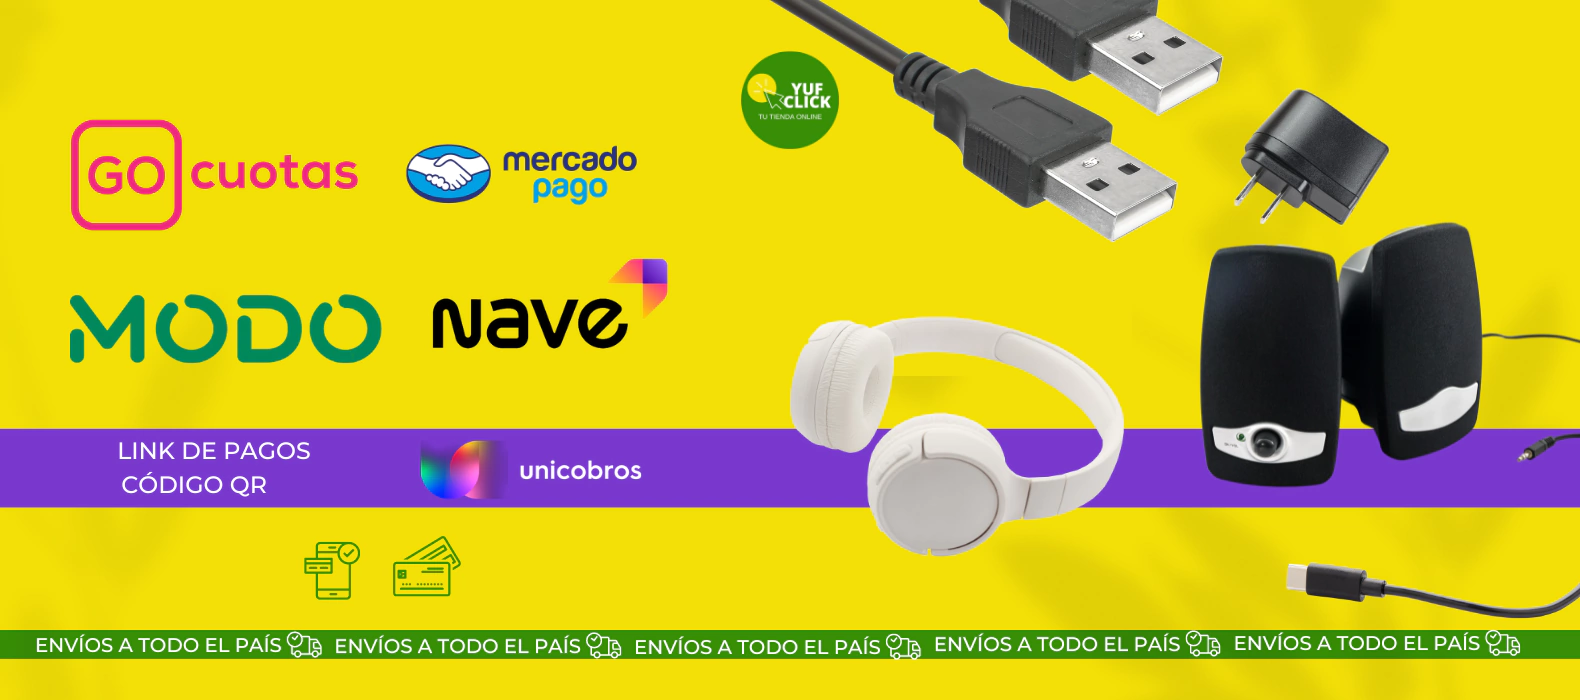 YUF
CLICK
TU TIENDA ONLINE
GO cuotas
mercado
pago
MODO
Nave
LINK DE PAGOS
CÓDIGO QR
unicobros
ENVÍOS A TODO EL PAÍS ENVÍOS A TODO EL PAÍS ENVÍOS A TODO EL PAÍS ENVÍOS A TODO EL PAÍS ENVÍOS A TODO EL PAÍS